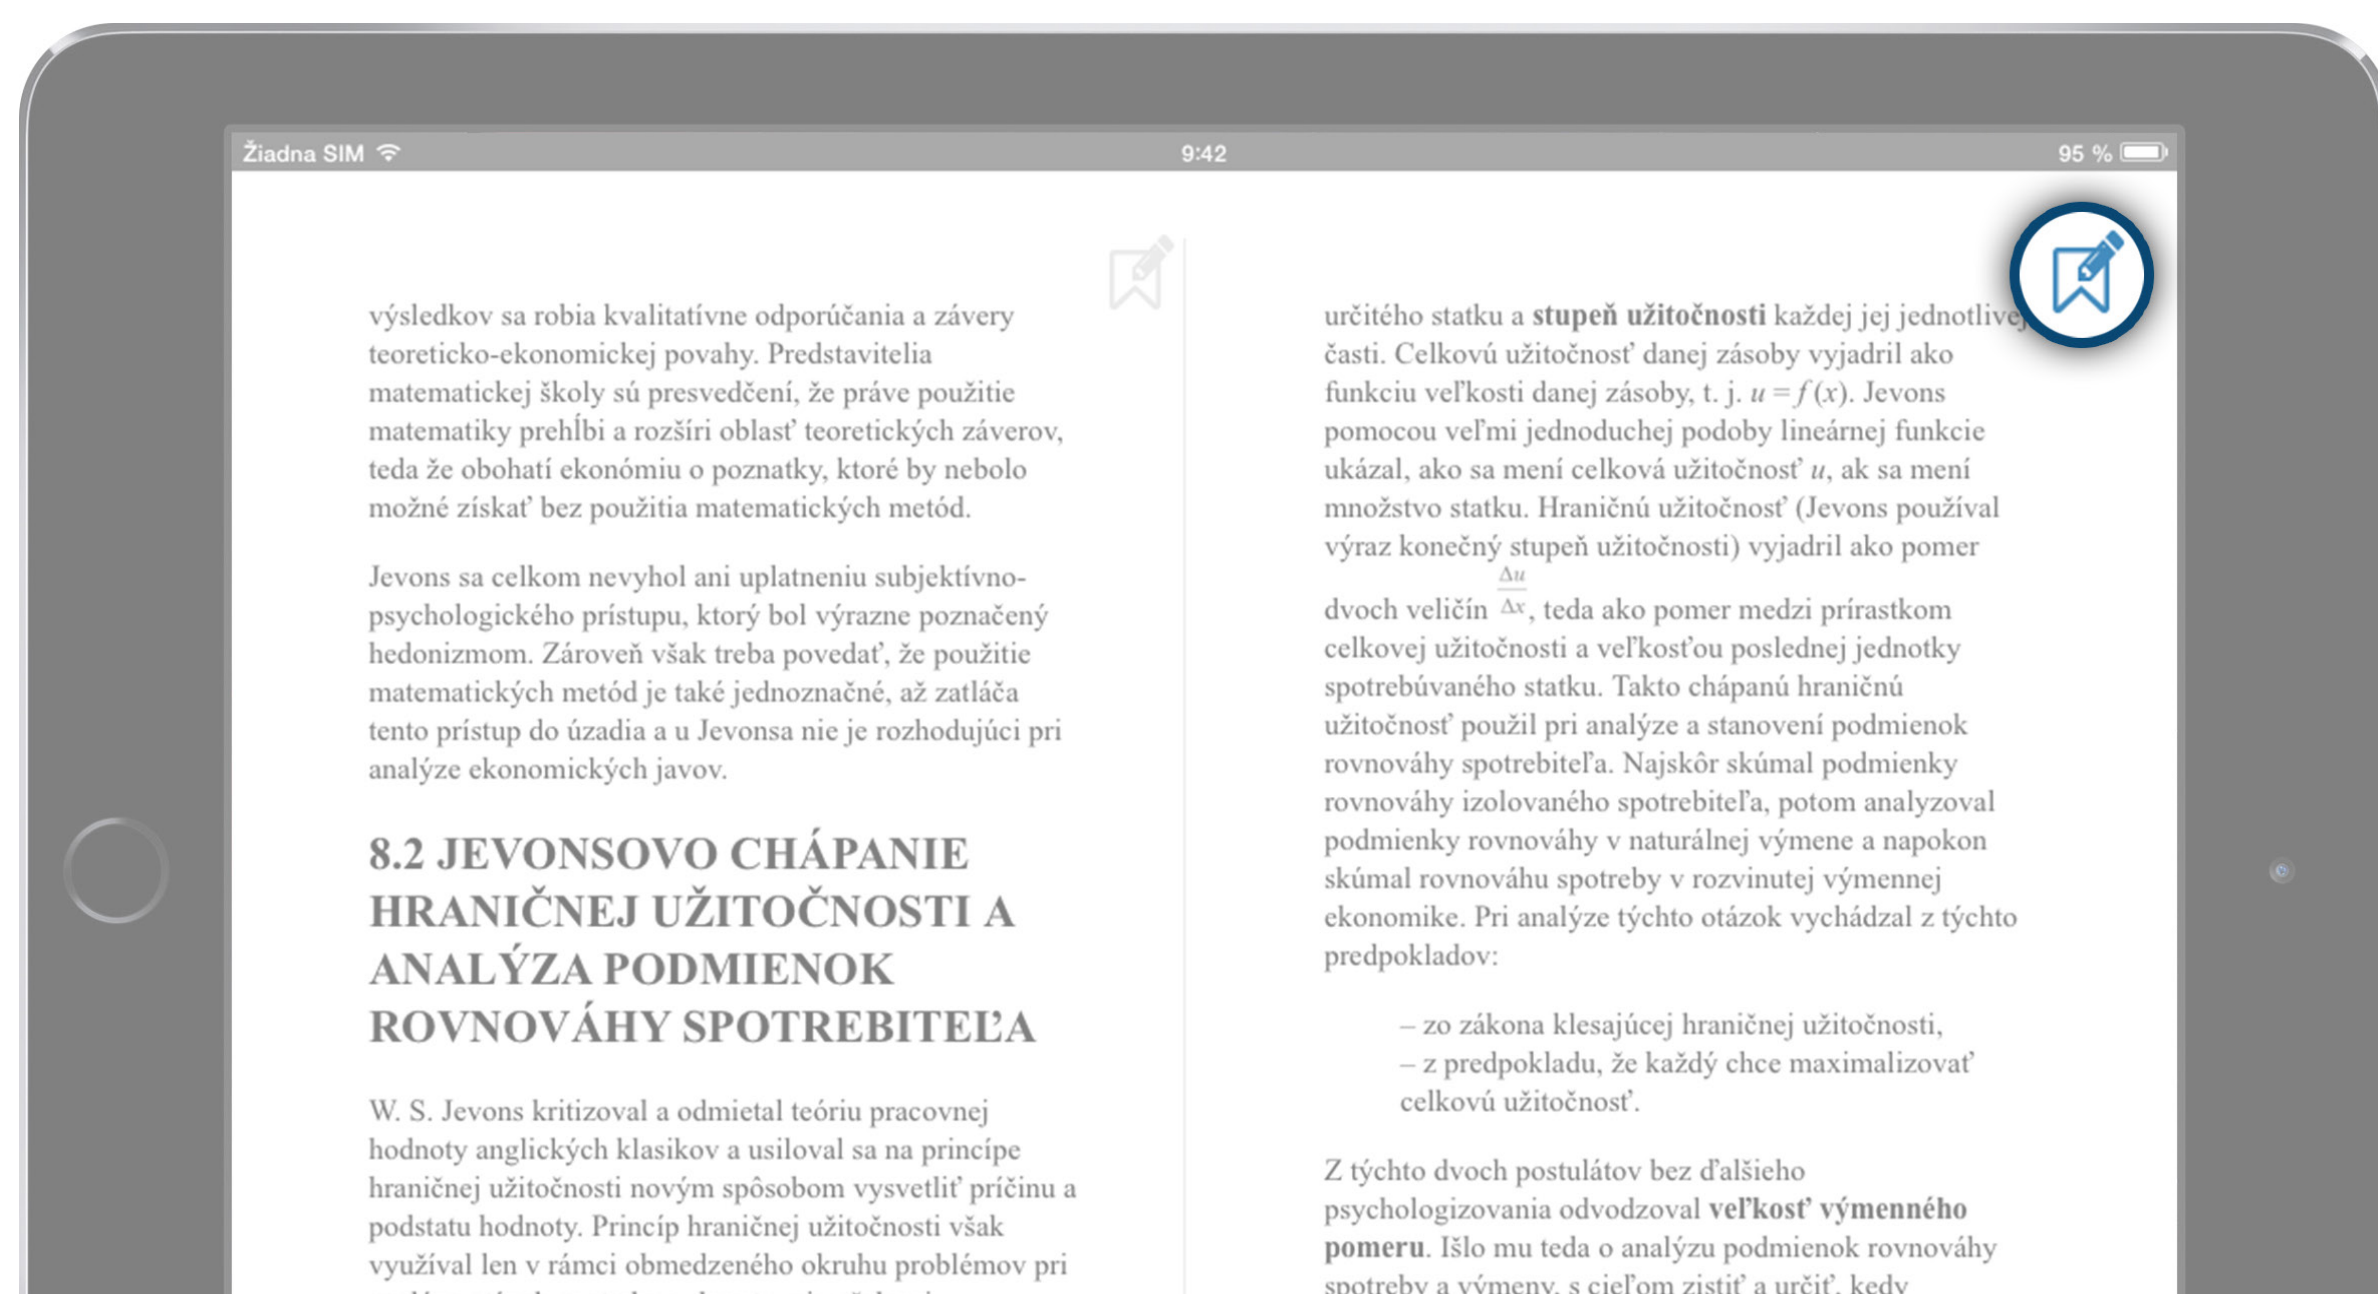 Žiadna SIM
9:42
95 %
výsledkov sa robia kvalitatívne odporúčania a závery
teoreticko-ekonomickej povahy. Predstavitelia
matematickej školy sú presvedčení, že práve použitie
matematiky prehĺbi a rozšíri oblasť teoretických záverov,
teda že obohatí ekonómiu o poznatky, ktoré by nebolo
možné získať bez použitia matematických metód.
Jevons sa celkom nevyhol ani uplatneniu subjektívno-
psychologického prístupu, ktorý bol výrazne poznačený
hedonizmom. Zároveň však treba povedať, že použitie
matematických metód je také jednoznačné, až zatláča
tento prístup do úzadia a u Jevonsa nie je rozhodujúci pri
analýze ekonomických javov.
8.2 JEVONSOVO CHÁPANIE
HRANIČNEJ UŽITOČNOSTI A
ANALÝZA PODMIENOK
ROVNOVÁHY SPOTREBITEĽA
W. S. Jevons kritizoval a odmietal teóriu pracovnej
hodnoty anglických klasikov a usiloval sa na princípe
hraničnej užitočnosti novým spôsobom vysvetliť príčinu a
podstatu hodnoty. Princíp hraničnej užitočnosti však
využíval len v rámci obmedzeného okruhu problémov pri
určitého statku a stupeň užitočnosti každej jej jednotlivej
časti. Celkovú užitočnosť danej zásoby vyjadril ako
funkciu veľkosti danej zásoby, t. j. u = f (x). Jevons
pomocou veľmi jednoduchej podoby lineárnej funkcie
ukázal, ako sa mení celková užitočnosť u, ak sa mení
množstvo statku. Hraničnú užitočnosť (Jevons používal
výraz konečný stupeň užitočnosti) vyjadril ako pomer
dvoch veličín Δu/Δx, teda ako pomer medzi prírastkom
celkovej užitočnosti a veľkosťou poslednej jednotky
spotrebúvaného statku. Takto chápanú hraničnú
užitočnosť použil pri analýze a stanovení podmienok
rovnováhy spotrebiteľa. Najskôr skúmal podmienky
rovnováhy izolovaného spotrebiteľa, potom analyzoval
podmienky rovnováhy v naturálnej výmene a napokon
skúmal rovnováhu spotreby v rozvinutej výmennej
ekonomike. Pri analýze týchto otázok vychádzal z týchto
predpokladov:
– zo zákona klesajúcej hraničnej užitočnosti,
– z predpokladu, že každý chce maximalizovať
celkovú užitočnosť.
Z týchto dvoch postulátov bez ďalšieho
psychologizovania odvodzoval veľkosť výmenného
pomeru. Išlo mu teda o analýzu podmienok rovnováhy
spotreby a výmeny, s cieľom zistiť a určiť, kedy